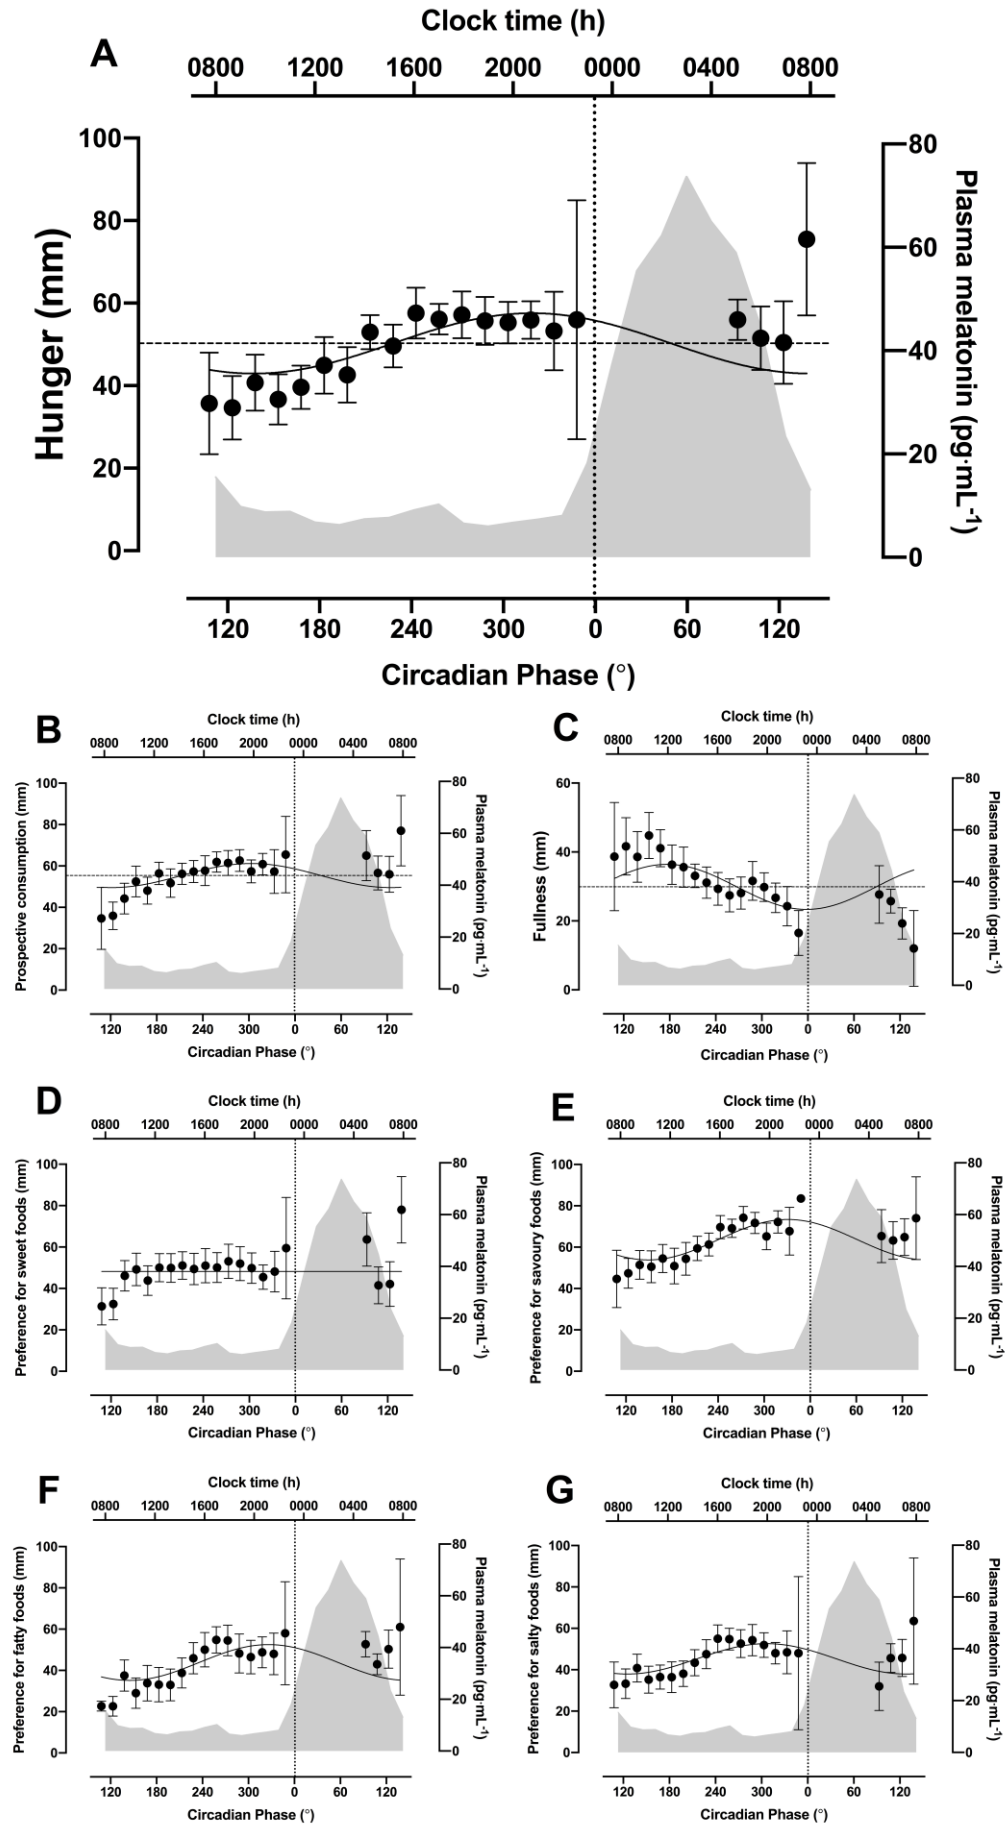 Clock time (h)
A
0800 1200 1600 2000 0000 0400 0800
100
80
60
40
20
0
Hunger (mm)
80
60
40
20
0
Plasma melatonin (pg·mL⁻¹)
120 180 240 300 0 60 120
Circadian Phase (°)
B
Clock time (h)
0800 1200 1600 2000 0000 0400 0800
100
80
60
40
20
0
Prospective consumption (mm)
80
60
40
20
0
Plasma melatonin (pg·mL⁻¹)
120 180 240 300 0 60 120
Circadian Phase (°)
C
Clock time (h)
0800 1200 1600 2000 0000 0400 0800
60
40
20
0
Fullness (mm)
80
60
40
20
0
Plasma melatonin (pg·mL⁻¹)
120 180 240 300 0 60 120
Circadian Phase (°)
D
Clock time (h)
0800 1200 1600 2000 0000 0400 0800
100
80
60
40
20
0
Preference for sweet foods (mm)
80
60
40
20
0
Plasma melatonin (pg·mL⁻¹)
120 180 240 300 0 60 120
Circadian Phase (°)
E
Clock time (h)
0800 1200 1600 2000 0000 0400 0800
100
80
60
40
20
0
Preference for savoury foods (mm)
80
60
40
20
0
Plasma melatonin (pg·mL⁻¹)
120 180 240 300 0 60 120
Circadian Phase (°)
F
Clock time (h)
0800 1200 1600 2000 0000 0400 0800
100
80
60
40
20
0
Preference for fatty foods (mm)
80
60
40
20
0
Plasma melatonin (pg·mL⁻¹)
120 180 240 300 0 60 120
Circadian Phase (°)
G
Clock time (h)
0800 1200 1600 2000 0000 0400 0800
100
80
60
40
20
0
Preference for salty foods (mm)
80
60
40
20
0
Plasma melatonin (pg·mL⁻¹)
120 180 240 300 0 60 120
Circadian Phase (°)